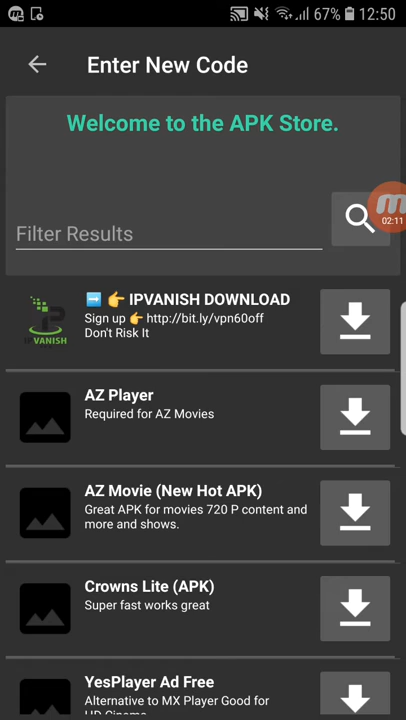 67% 12:50
Enter New Code
Welcome to the APK Store.
Filter Results
02:11
➡️ 👉 IPVANISH DOWNLOAD
Sign up 👉 http://bit.ly/vpn60off
Don't Risk It
IPVANISH
AZ Player
Required for AZ Movies
AZ Movie (New Hot APK)
Great APK for movies 720 P content and
more and shows.
Crowns Lite (APK)
Super fast works great
YesPlayer Ad Free
Alternative to MX Player Good for
HD Cinema